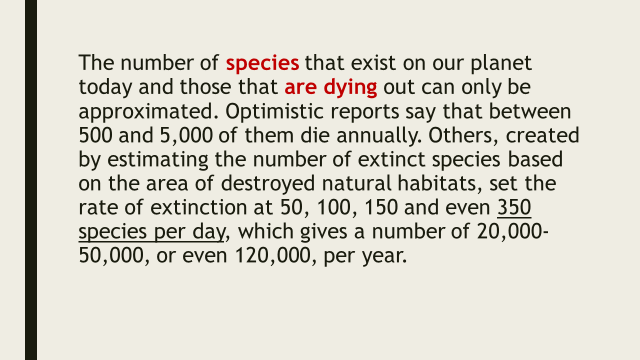 The number of species that exist on our planet
today and those that are dying out can only be
approximated. Optimistic reports say that between
500 and 5,000 of them die annually. Others, created
by estimating the number of extinct species based
on the area of destroyed natural habitats, set the
rate of extinction at 50, 100, 150 and even 350
species per day, which gives a number of 20,000-
50,000, or even 120,000, per year.